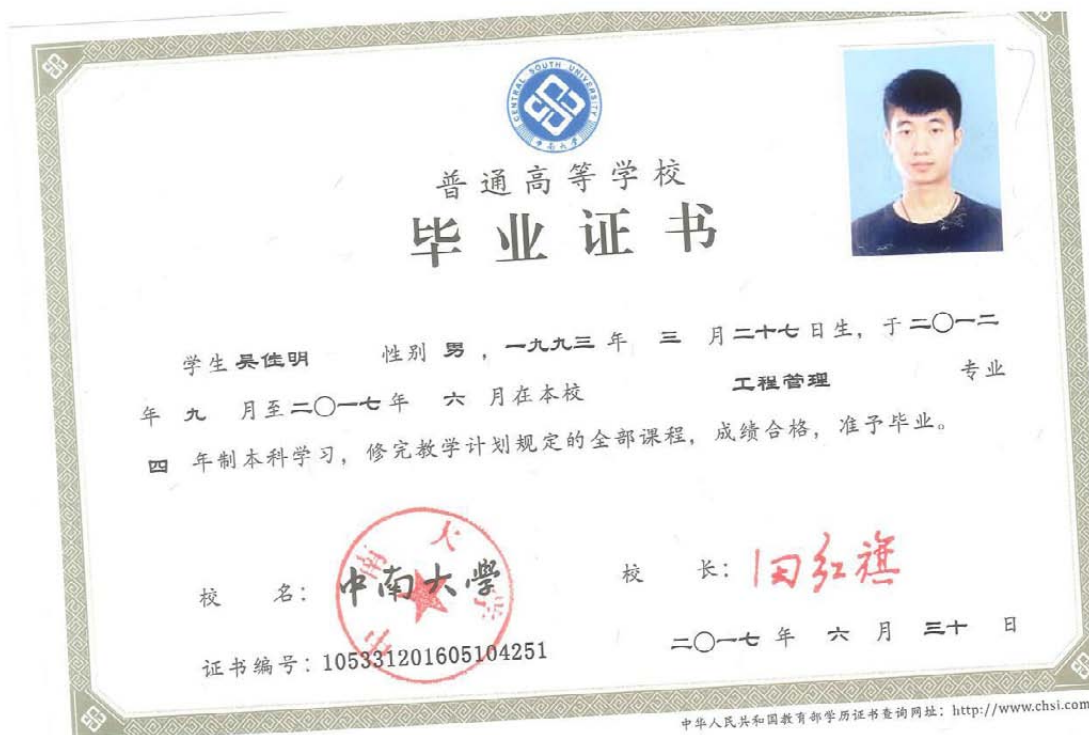 CENTRAL SOUTH UNIVERSITY
中南大学
普通高等学校
毕业证书
学生 吴佳明 性别 男 ，一九九三 年 三 月 二十七 日生，于 二〇一二
年 九 月至 二〇一七 年 六 月在本校 工程管理 专业
四 年制本科学习，修完教学计划规定的全部课程，成绩合格，准予毕业。
校 名：中南大學 校 长：田红旗
中南大学
证书编号：105331201605104251 二〇一七 年 六 月 三十 日
中华人民共和国教育部学历证书查询网址：http://www.chsi.com